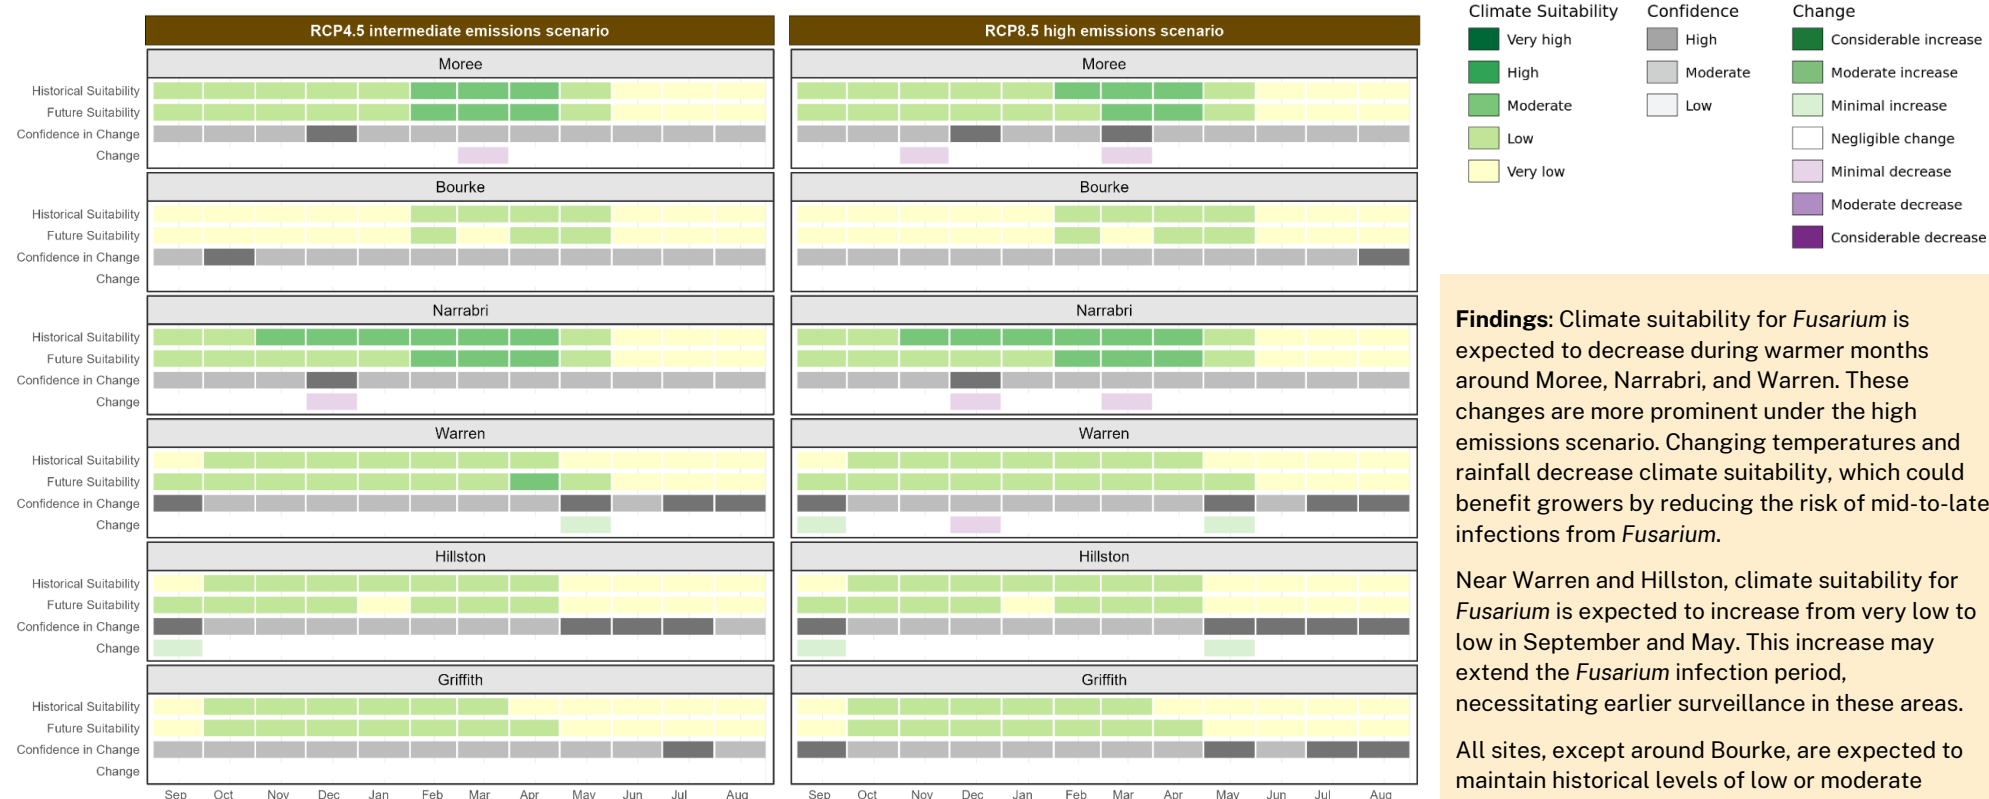 RCP4.5 intermediate emissions scenario
Moree
Historical Suitability
Future Suitability
Confidence in Change
Change
Bourke
Historical Suitability
Future Suitability
Confidence in Change
Change
Narrabri
Historical Suitability
Future Suitability
Confidence in Change
Change
Warren
Historical Suitability
Future Suitability
Confidence in Change
Change
Hillston
Historical Suitability
Future Suitability
Confidence in Change
Change
Griffith
Historical Suitability
Future Suitability
Confidence in Change
Change
Sep Oct Nov Dec Jan Feb Mar Apr May Jun Jul Aug
RCP8.5 high emissions scenario
Moree
Bourke
Narrabri
Warren
Hillston
Griffith
Sep Oct Nov Dec Jan Feb Mar Apr May Jun Jul Aug
Climate Suitability
Very high
High
Moderate
Low
Very low
Confidence
High
Moderate
Low
Change
Considerable increase
Moderate increase
Minimal increase
Negligible change
Minimal decrease
Moderate decrease
Considerable decrease
Findings: Climate suitability for Fusarium is
expected to decrease during warmer months
around Moree, Narrabri, and Warren. These
changes are more prominent under the high
emissions scenario. Changing temperatures and
rainfall decrease climate suitability, which could
benefit growers by reducing the risk of mid-to-late
infections from Fusarium.
Near Warren and Hillston, climate suitability for
Fusarium is expected to increase from very low to
low in September and May. This increase may
extend the Fusarium infection period,
necessitating earlier surveillance in these areas.
All sites, except around Bourke, are expected to
maintain historical levels of low or moderate